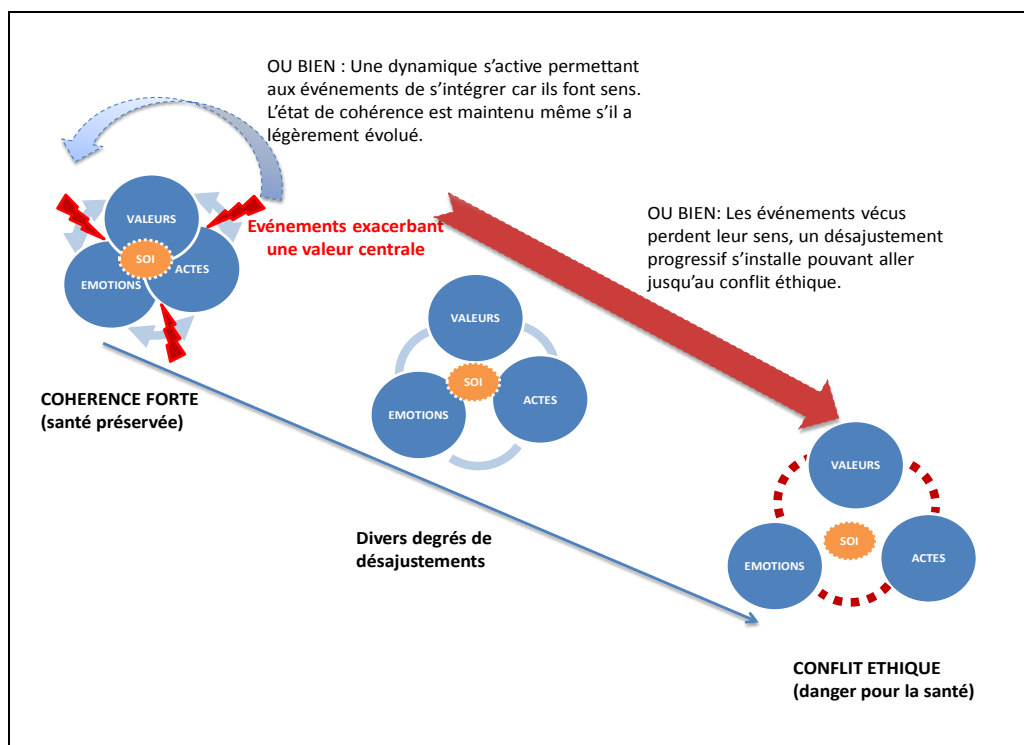 OU BIEN : Une dynamique s’active permettant
aux événements de s’intégrer car ils font sens.
L’état de cohérence est maintenu même s’il a
légèrement évolué.
VALEURS
SOI
ACTES
EMOTIONS
Evénements exacerbant
une valeur centrale
OU BIEN: Les événements vécus
perdent leur sens, un désajustement
progressif s’installe pouvant aller
jusqu’au conflit éthique.
VALEURS
SOI
EMOTIONS
ACTES
COHERENCE FORTE
(santé préservée)
VALEURS
SOI
EMOTIONS
ACTES
Divers degrés de
désajustements
CONFLIT ETHIQUE
(danger pour la santé)